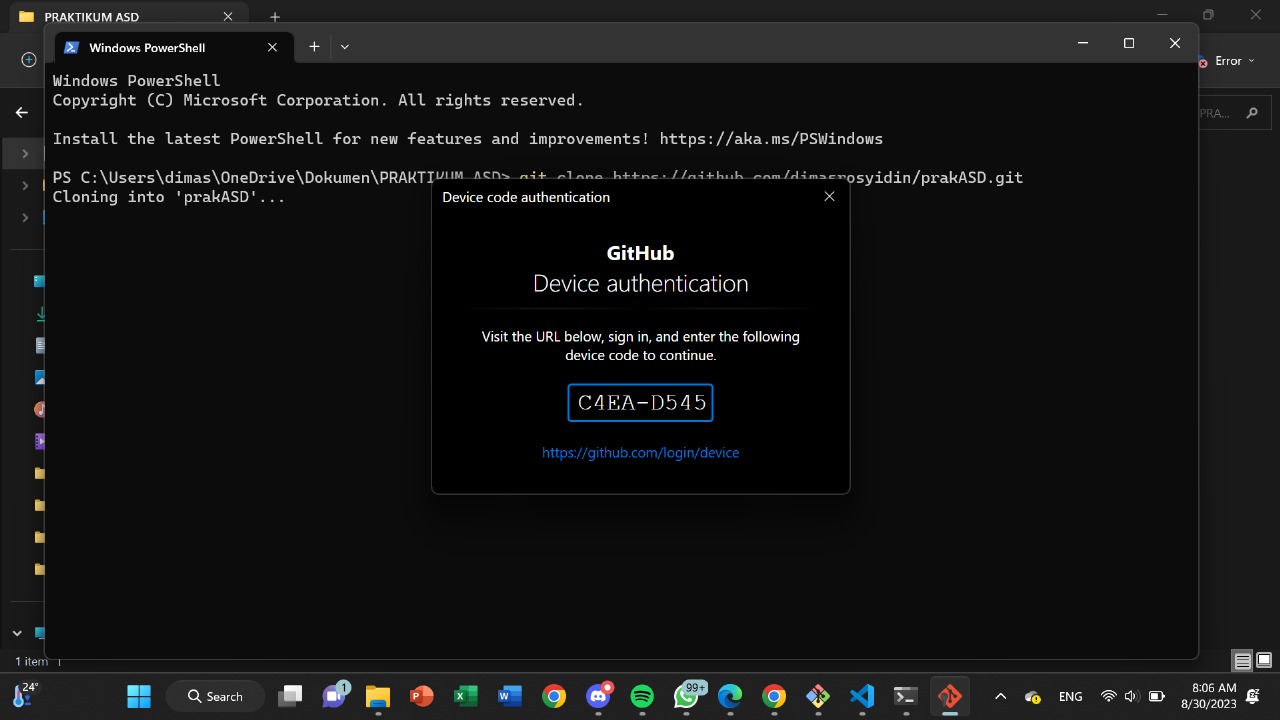 PRAKTIKUM ASD
Windows PowerShell
Error
PRA...
Windows PowerShell
Copyright (C) Microsoft Corporation. All rights reserved.
Install the latest PowerShell for new features and improvements! https://aka.ms/PSWindows
PS C:\Users\dimas\OneDrive\Dokumen\PRAKTIKUM ASD> git clone https://github.com/dimasrosyidin/prakASD.git
Cloning into 'prakASD'...
Device code authentication
GitHub
Device authentication
Visit the URL below, sign in, and enter the following
device code to continue.
C4EA-D545
https://github.com/login/device
1 item
24°
Search
1
99+
ENG
8:06 AM
8/30/2023